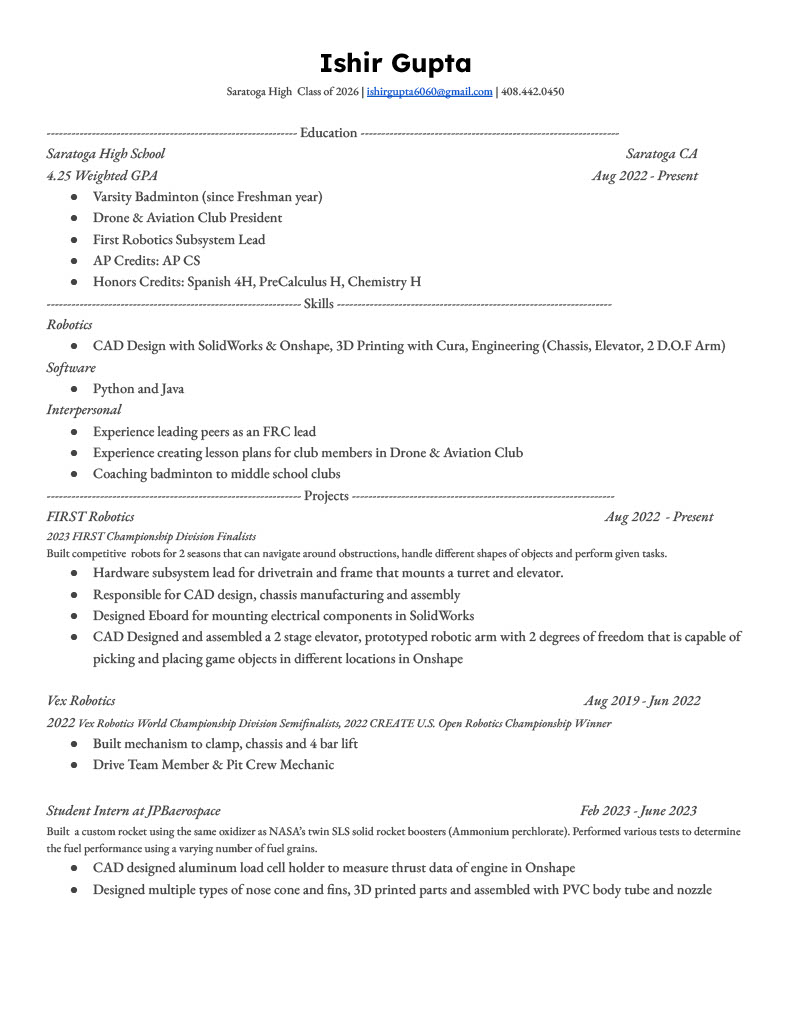 Ishir Gupta
Saratoga High  Class of 2026 | ishirgupta6060@gmail.com | 408.442.0450
--------------------------------------------------------------- Education -----------------------------------------------------------------
Saratoga High School Saratoga CA
4.25 Weighted GPA Aug 2022 - Present
● Varsity Badminton (since Freshman year)
● Drone & Aviation Club President
● First Robotics Subsystem Lead
● AP Credits: AP CS
● Honors Credits: Spanish 4H, PreCalculus H, Chemistry H
---------------------------------------------------------------- Skills ---------------------------------------------------------------------
Robotics
● CAD Design with SolidWorks & Onshape, 3D Printing with Cura, Engineering (Chassis, Elevator, 2 D.O.F Arm)
Software
● Python and Java
Interpersonal
● Experience leading peers as an FRC lead
● Experience creating lesson plans for club members in Drone & Aviation Club
● Coaching badminton to middle school clubs
---------------------------------------------------------------- Projects ------------------------------------------------------------------
FIRST Robotics Aug 2022  - Present
2023 FIRST Championship Division Finalists
Built competitive  robots for 2 seasons that can navigate around obstructions, handle different shapes of objects and perform given tasks.
● Hardware subsystem lead for drivetrain and frame that mounts a turret and elevator.
● Responsible for CAD design, chassis manufacturing and assembly
● Designed Eboard for mounting electrical components in SolidWorks
● CAD Designed and assembled a 2 stage elevator, prototyped robotic arm with 2 degrees of freedom that is capable of
picking and placing game objects in different locations in Onshape
Vex Robotics Aug 2019 - Jun 2022
2022 Vex Robotics World Championship Division Semifinalists, 2022 CREATE U.S. Open Robotics Championship Winner
● Built mechanism to clamp, chassis and 4 bar lift
● Drive Team Member & Pit Crew Mechanic
Student Intern at JPBaerospace Feb 2023 - June 2023
Built  a custom rocket using the same oxidizer as NASA's twin SLS solid rocket boosters (Ammonium perchlorate). Performed various tests to determine
the fuel performance using a varying number of fuel grains.
● CAD designed aluminum load cell holder to measure thrust data of engine in Onshape
● Designed multiple types of nose cone and fins, 3D printed parts and assembled with PVC body tube and nozzle